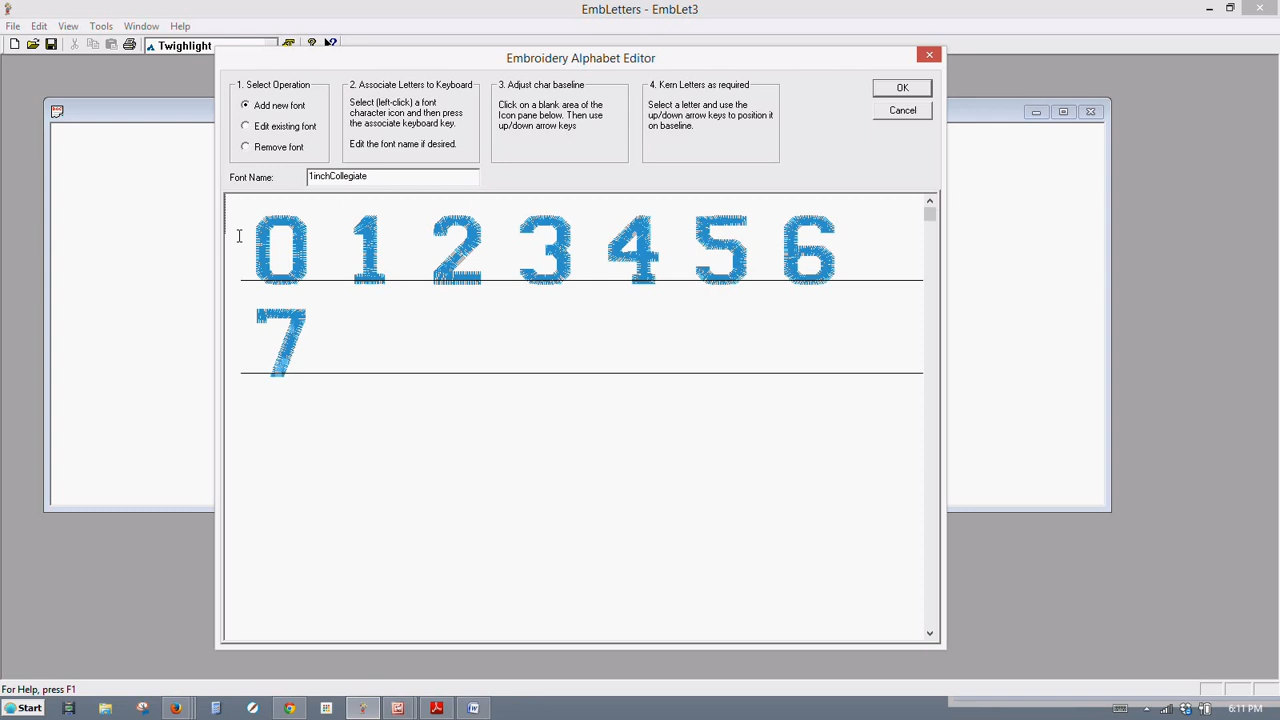 EmbLetters - EmbLet3
File Edit View Tools Window Help
Twighlight
Embroidery Alphabet Editor
1. Select Operation
Add new font
Edit existing font
Remove font
2. Associate Letters to Keyboard
Select (left-click) a font
character icon and then press
the associate keyboard key.
Edit the font name if desired.
3. Adjust char baseline
Click on a blank area of the
Icon pane below. Then use
up/down arrow keys
4. Kern Letters as required
Select a letter and use the
up/down arrow keys to position it
on baseline.
OK
Cancel
Font Name: 1inchCollegiate
0 1 2 3 4 5 6
7
For Help, press F1
Start
6:11 PM